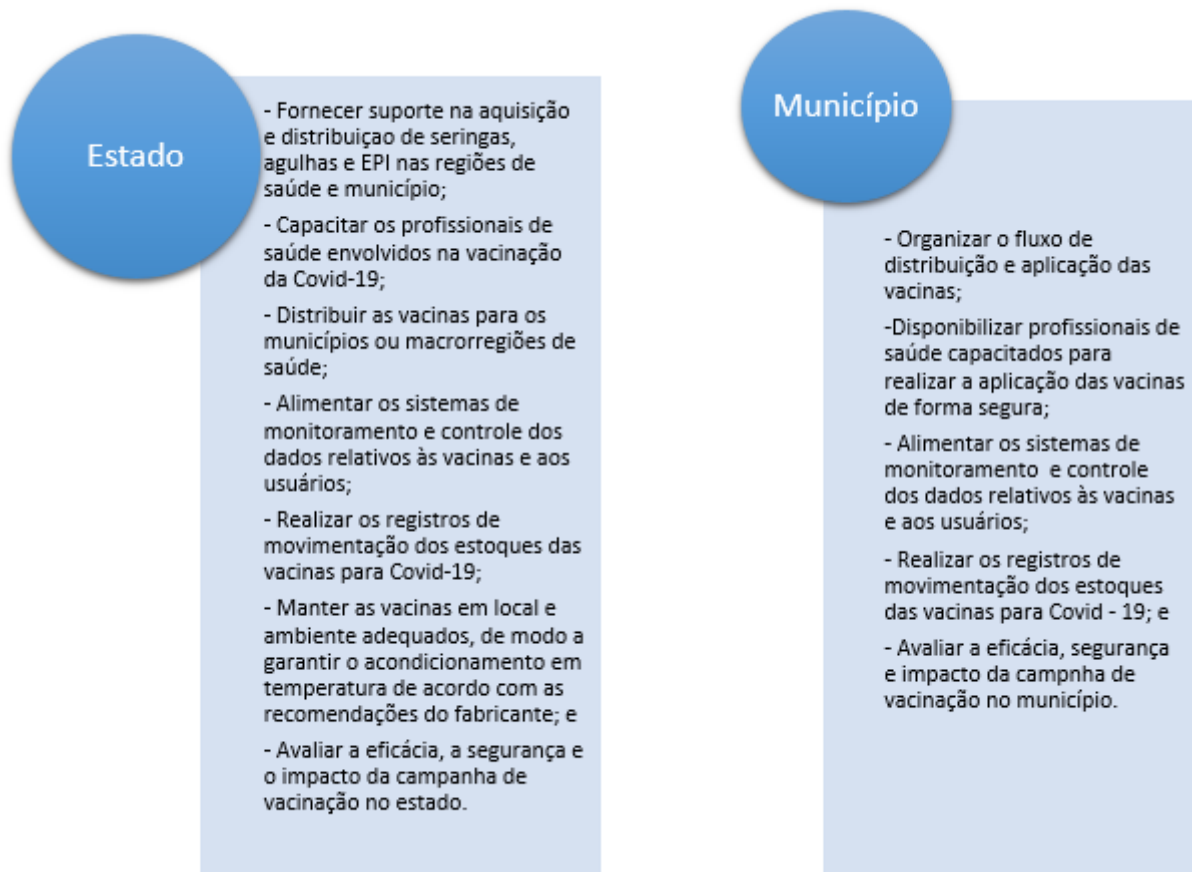 Estado
- Fornecer suporte na aquisição
e distribuiçao de seringas,
agulhas e EPI nas regiões de
saúde e município;
- Capacitar os profissionais de
saúde envolvidos na vacinação
da Covid-19;
- Distribuir as vacinas para os
municípios ou macrorregiões de
saúde;
- Alimentar os sistemas de
monitoramento e controle dos
dados relativos às vacinas e aos
usuários;
- Realizar os registros de
movimentação dos estoques das
vacinas para Covid-19;
- Manter as vacinas em local e
ambiente adequados, de modo a
garantir o acondicionamento em
temperatura de acordo com as
recomendações do fabricante; e
- Avaliar a eficácia, a segurança e
o impacto da campanha de
vacinação no estado.
Município
- Organizar o fluxo de
distribuição e aplicação das
vacinas;
-Disponibilizar profissionais de
saúde capacitados para
realizar a aplicação das vacinas
de forma segura;
- Alimentar os sistemas de
monitoramento e controle
dos dados relativos às vacinas
e aos usuários;
- Realizar os registros de
movimentação dos estoques
das vacinas para Covid - 19; e
- Avaliar a eficácia, segurança
e impacto da campnha de
vacinação no município.